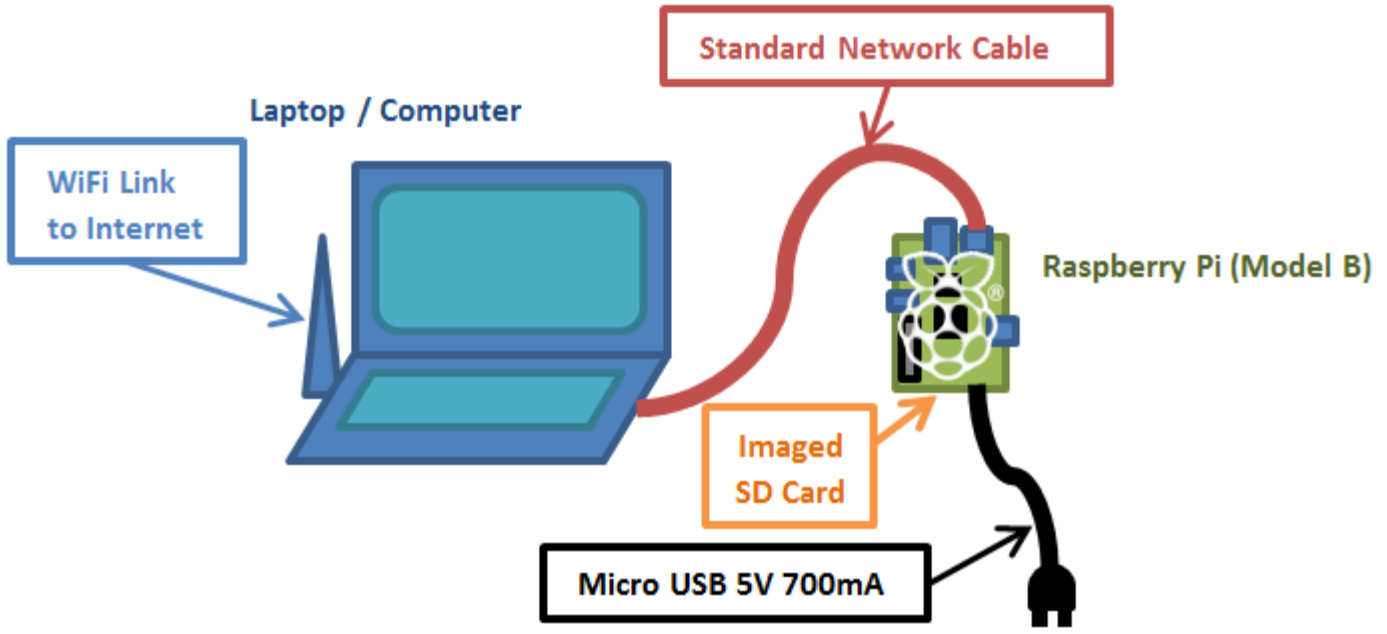 Standard Network Cable
Laptop / Computer
WiFi Link
to Internet
Raspberry Pi (Model B)
®
Imaged
SD Card
Micro USB 5V 700mA